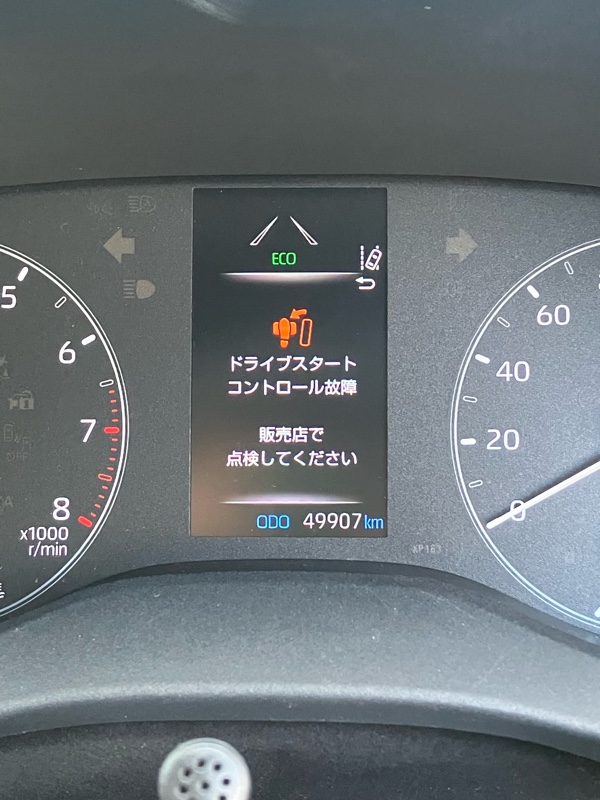 ECO
ドライブスタート
コントロール故障
販売店で
点検してください
ODO 49907km
5
6
7
8
x1000
r/min
60
40
20
0
KP163